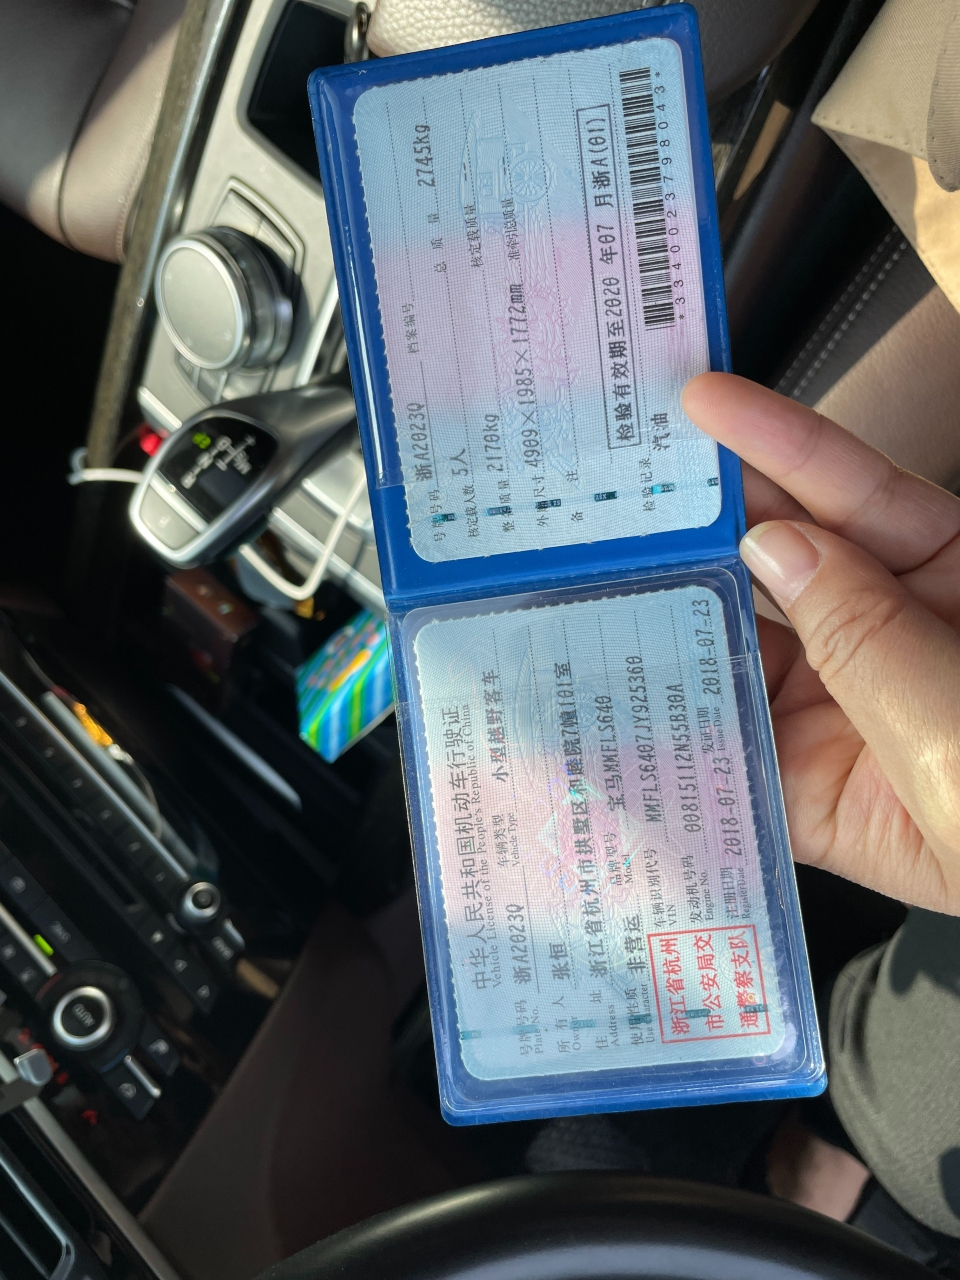 中华人民共和国机动车行驶证
Vehicle License of the People's Republic of China
号牌号码 浙A2023Q 车辆类型 小型越野客车
Plate No. Vehicle Type
所有人 张恒
Owner
住址 浙江省杭州市拱墅区和睦院7幢1101室
Address
使用性质 非营运 品牌型号 宝马MMFLS640
Use Character Model
浙江省杭州
市公安局交
通警察支队
车辆识别代号 MMFLS6407JY925360
VIN
发动机号码 008151112N55B30A
Engine No.
注册日期 2018-07-23 发证日期 2018-07-23
Register Date Issue Date
号牌号码 浙A2023Q 档案编号
核定载人数 5人 总质量 2745kg
整备质量 2170kg 核定载质量
外廓尺寸 4909×1985×1772mm 准牵引总质量
备注
检验有效期至2020 年07 月浙A(01)
检验记录 汽油
*3340023798043*